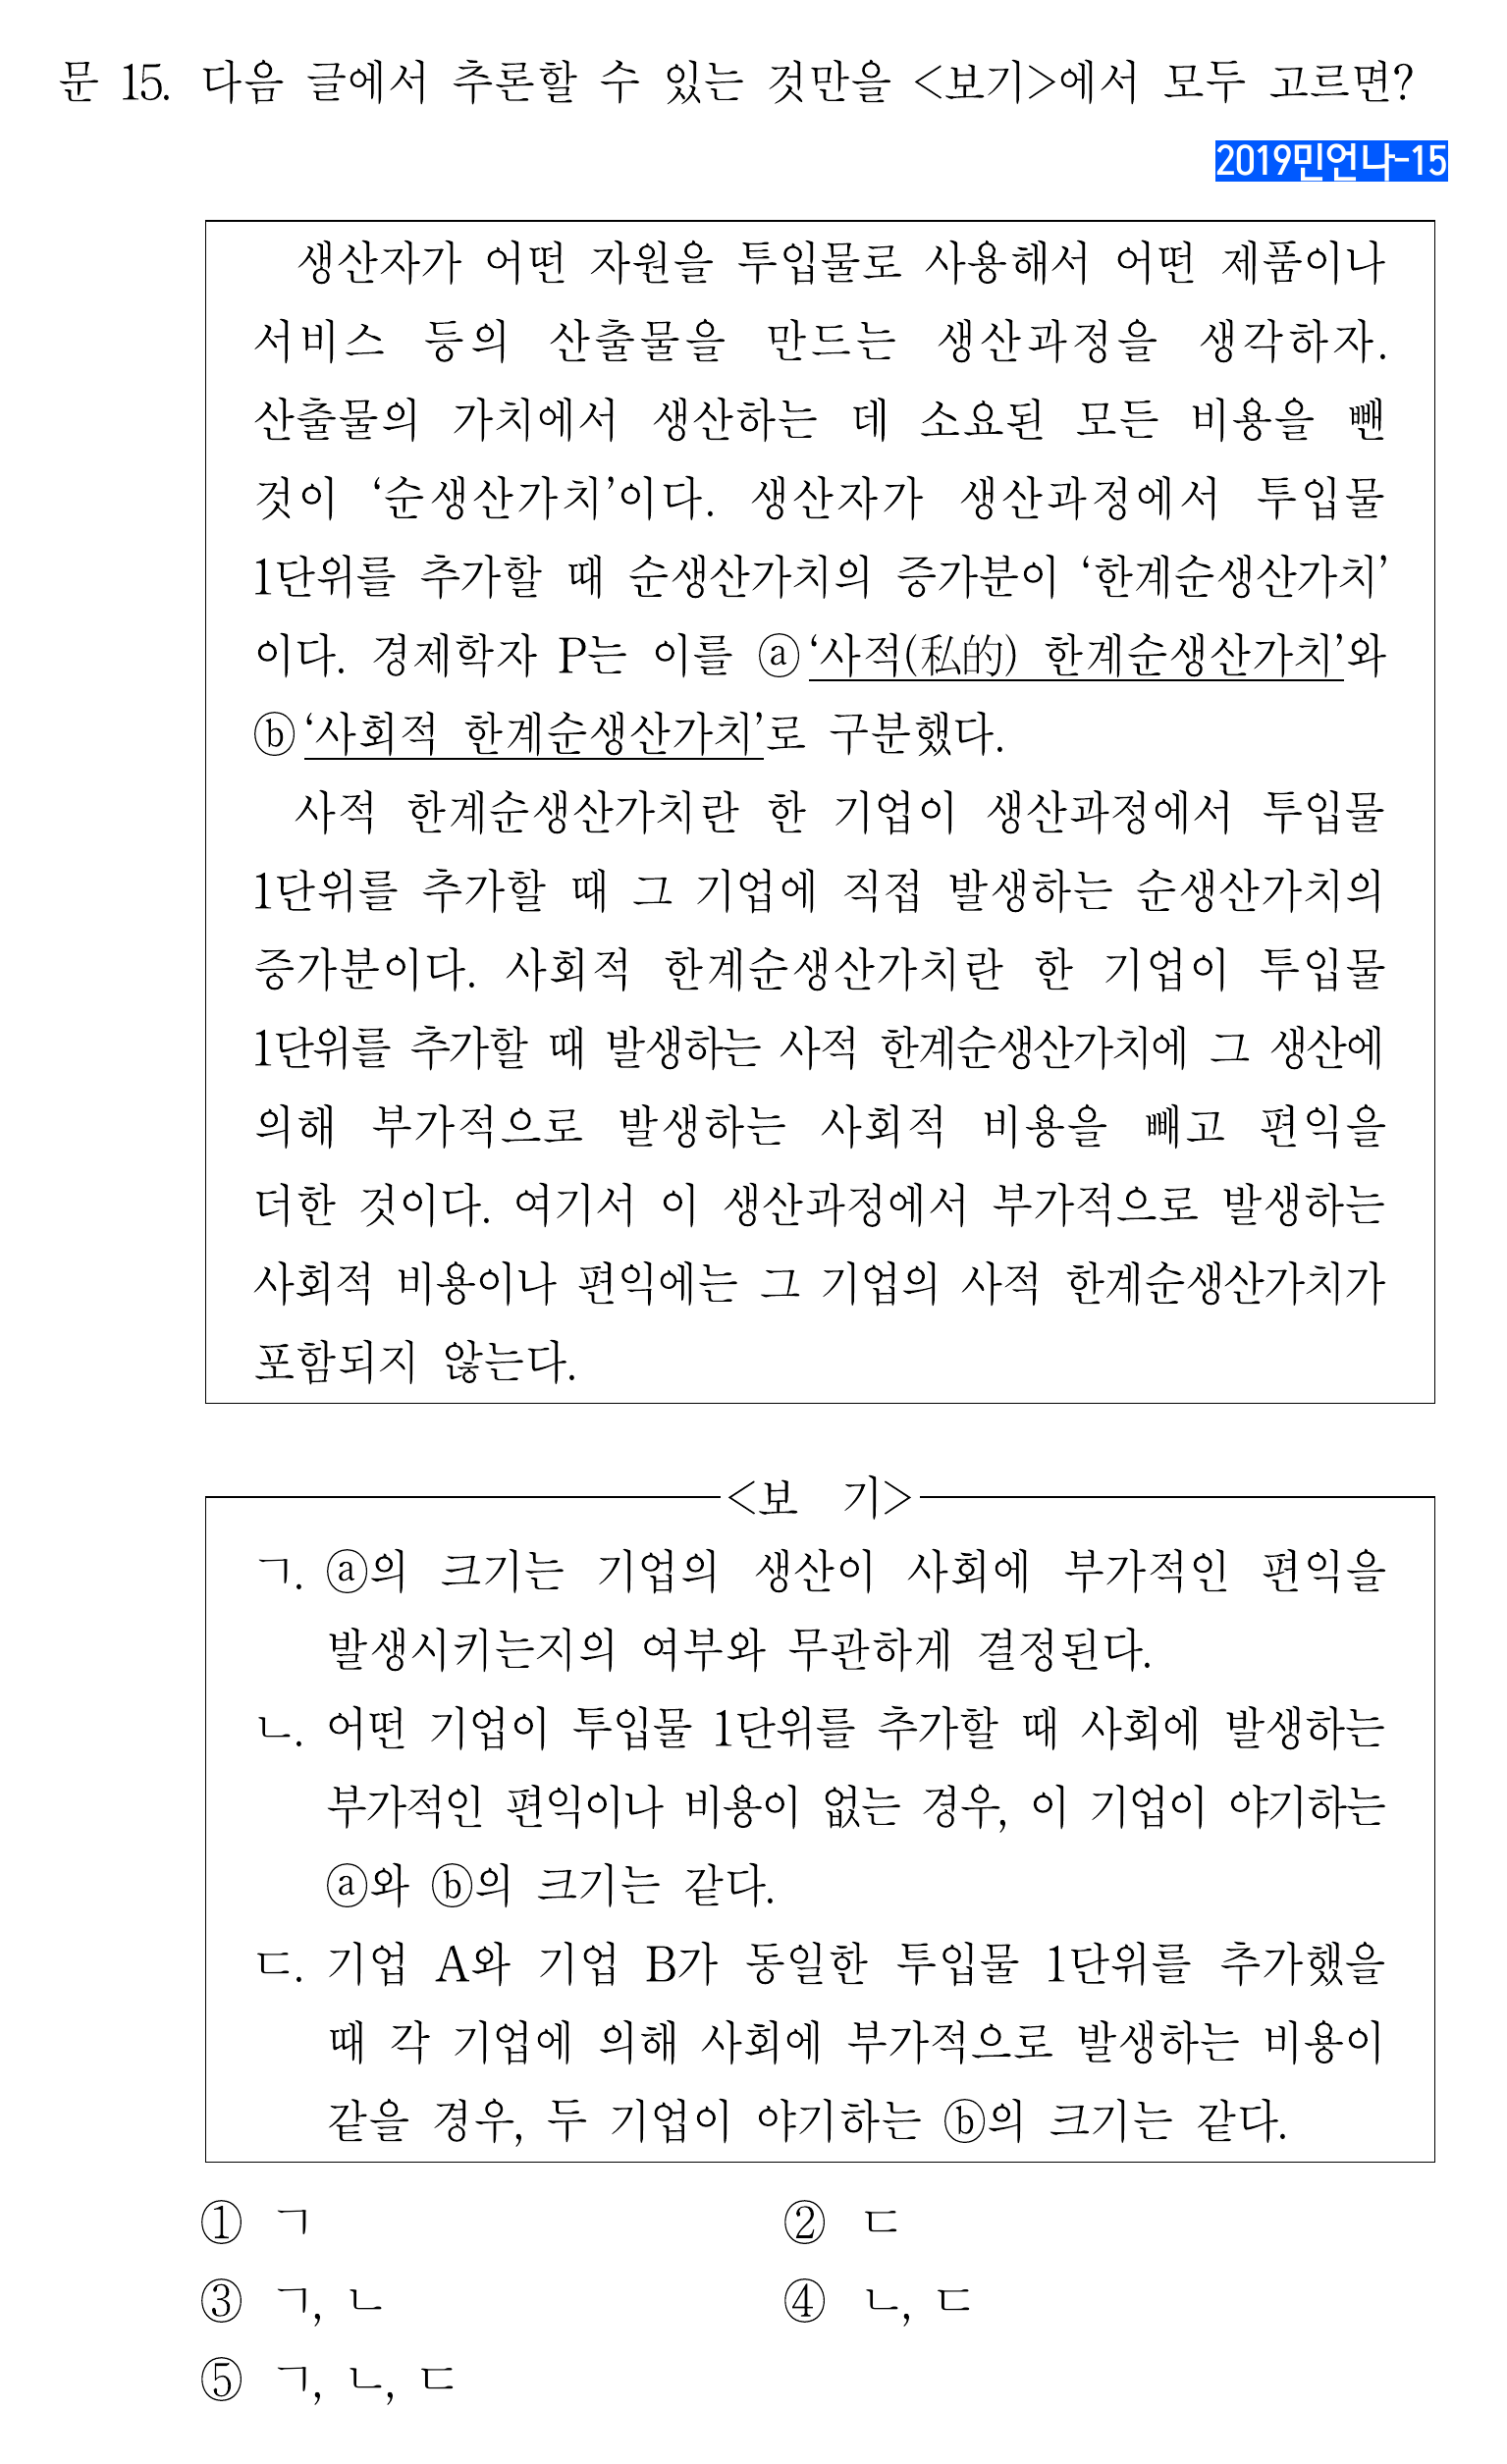 문 15. 다음 글에서 추론할 수 있는 것만을 <보기>에서 모두 고르면?
2019민언나-15
생산자가 어떤 자원을 투입물로 사용해서 어떤 제품이나
서비스 등의 산출물을 만드는 생산과정을 생각하자.
산출물의 가치에서 생산하는 데 소요된 모든 비용을 뺀
것이 ‘순생산가치’이다. 생산자가 생산과정에서 투입물
1단위를 추가할 때 순생산가치의 증가분이 ‘한계순생산가치’
이다. 경제학자 P는 이를 ⓐ‘사적(私的) 한계순생산가치’와
ⓑ‘사회적 한계순생산가치’로 구분했다.
사적 한계순생산가치란 한 기업이 생산과정에서 투입물
1단위를 추가할 때 그 기업에 직접 발생하는 순생산가치의
증가분이다. 사회적 한계순생산가치란 한 기업이 투입물
1단위를 추가할 때 발생하는 사적 한계순생산가치에 그 생산에
의해 부가적으로 발생하는 사회적 비용을 빼고 편익을
더한 것이다. 여기서 이 생산과정에서 부가적으로 발생하는
사회적 비용이나 편익에는 그 기업의 사적 한계순생산가치가
포함되지 않는다.
<보 기>
ㄱ. ⓐ의 크기는 기업의 생산이 사회에 부가적인 편익을
발생시키는지의 여부와 무관하게 결정된다.
ㄴ. 어떤 기업이 투입물 1단위를 추가할 때 사회에 발생하는
부가적인 편익이나 비용이 없는 경우, 이 기업이 야기하는
ⓐ와 ⓑ의 크기는 같다.
ㄷ. 기업 A와 기업 B가 동일한 투입물 1단위를 추가했을
때 각 기업에 의해 사회에 부가적으로 발생하는 비용이
같을 경우, 두 기업이 야기하는 ⓑ의 크기는 같다.
① ㄱ ② ㄷ
③ ㄱ, ㄴ ④ ㄴ, ㄷ
⑤ ㄱ, ㄴ, ㄷ